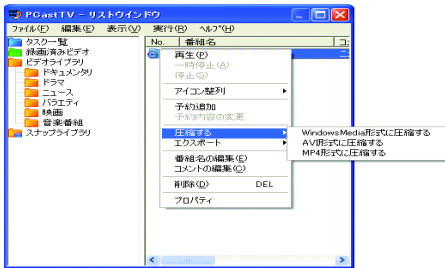 PCastTV - リストウインドウ
ファイル(F) 編集(E) 表示(V) 実行(R) ヘルプ(H)
タスク一覧
録画済みビデオ
ビデオライブラリ
ドキュメンタリ
ドラマ
ニュース
バラエティ
映画
音楽番組
スナップライブラリ
No. 番組名
再生(P)
一時停止(A)
停止(S)
アイコン整列
予約追加
予約内容の変更
圧縮する
エクスポート
番組名の編集(E)
コメントの編集(C)
削除(D) DEL
プロパティ
WindowsMedia形式に圧縮する
AVI形式に圧縮する
MP4形式に圧縮する